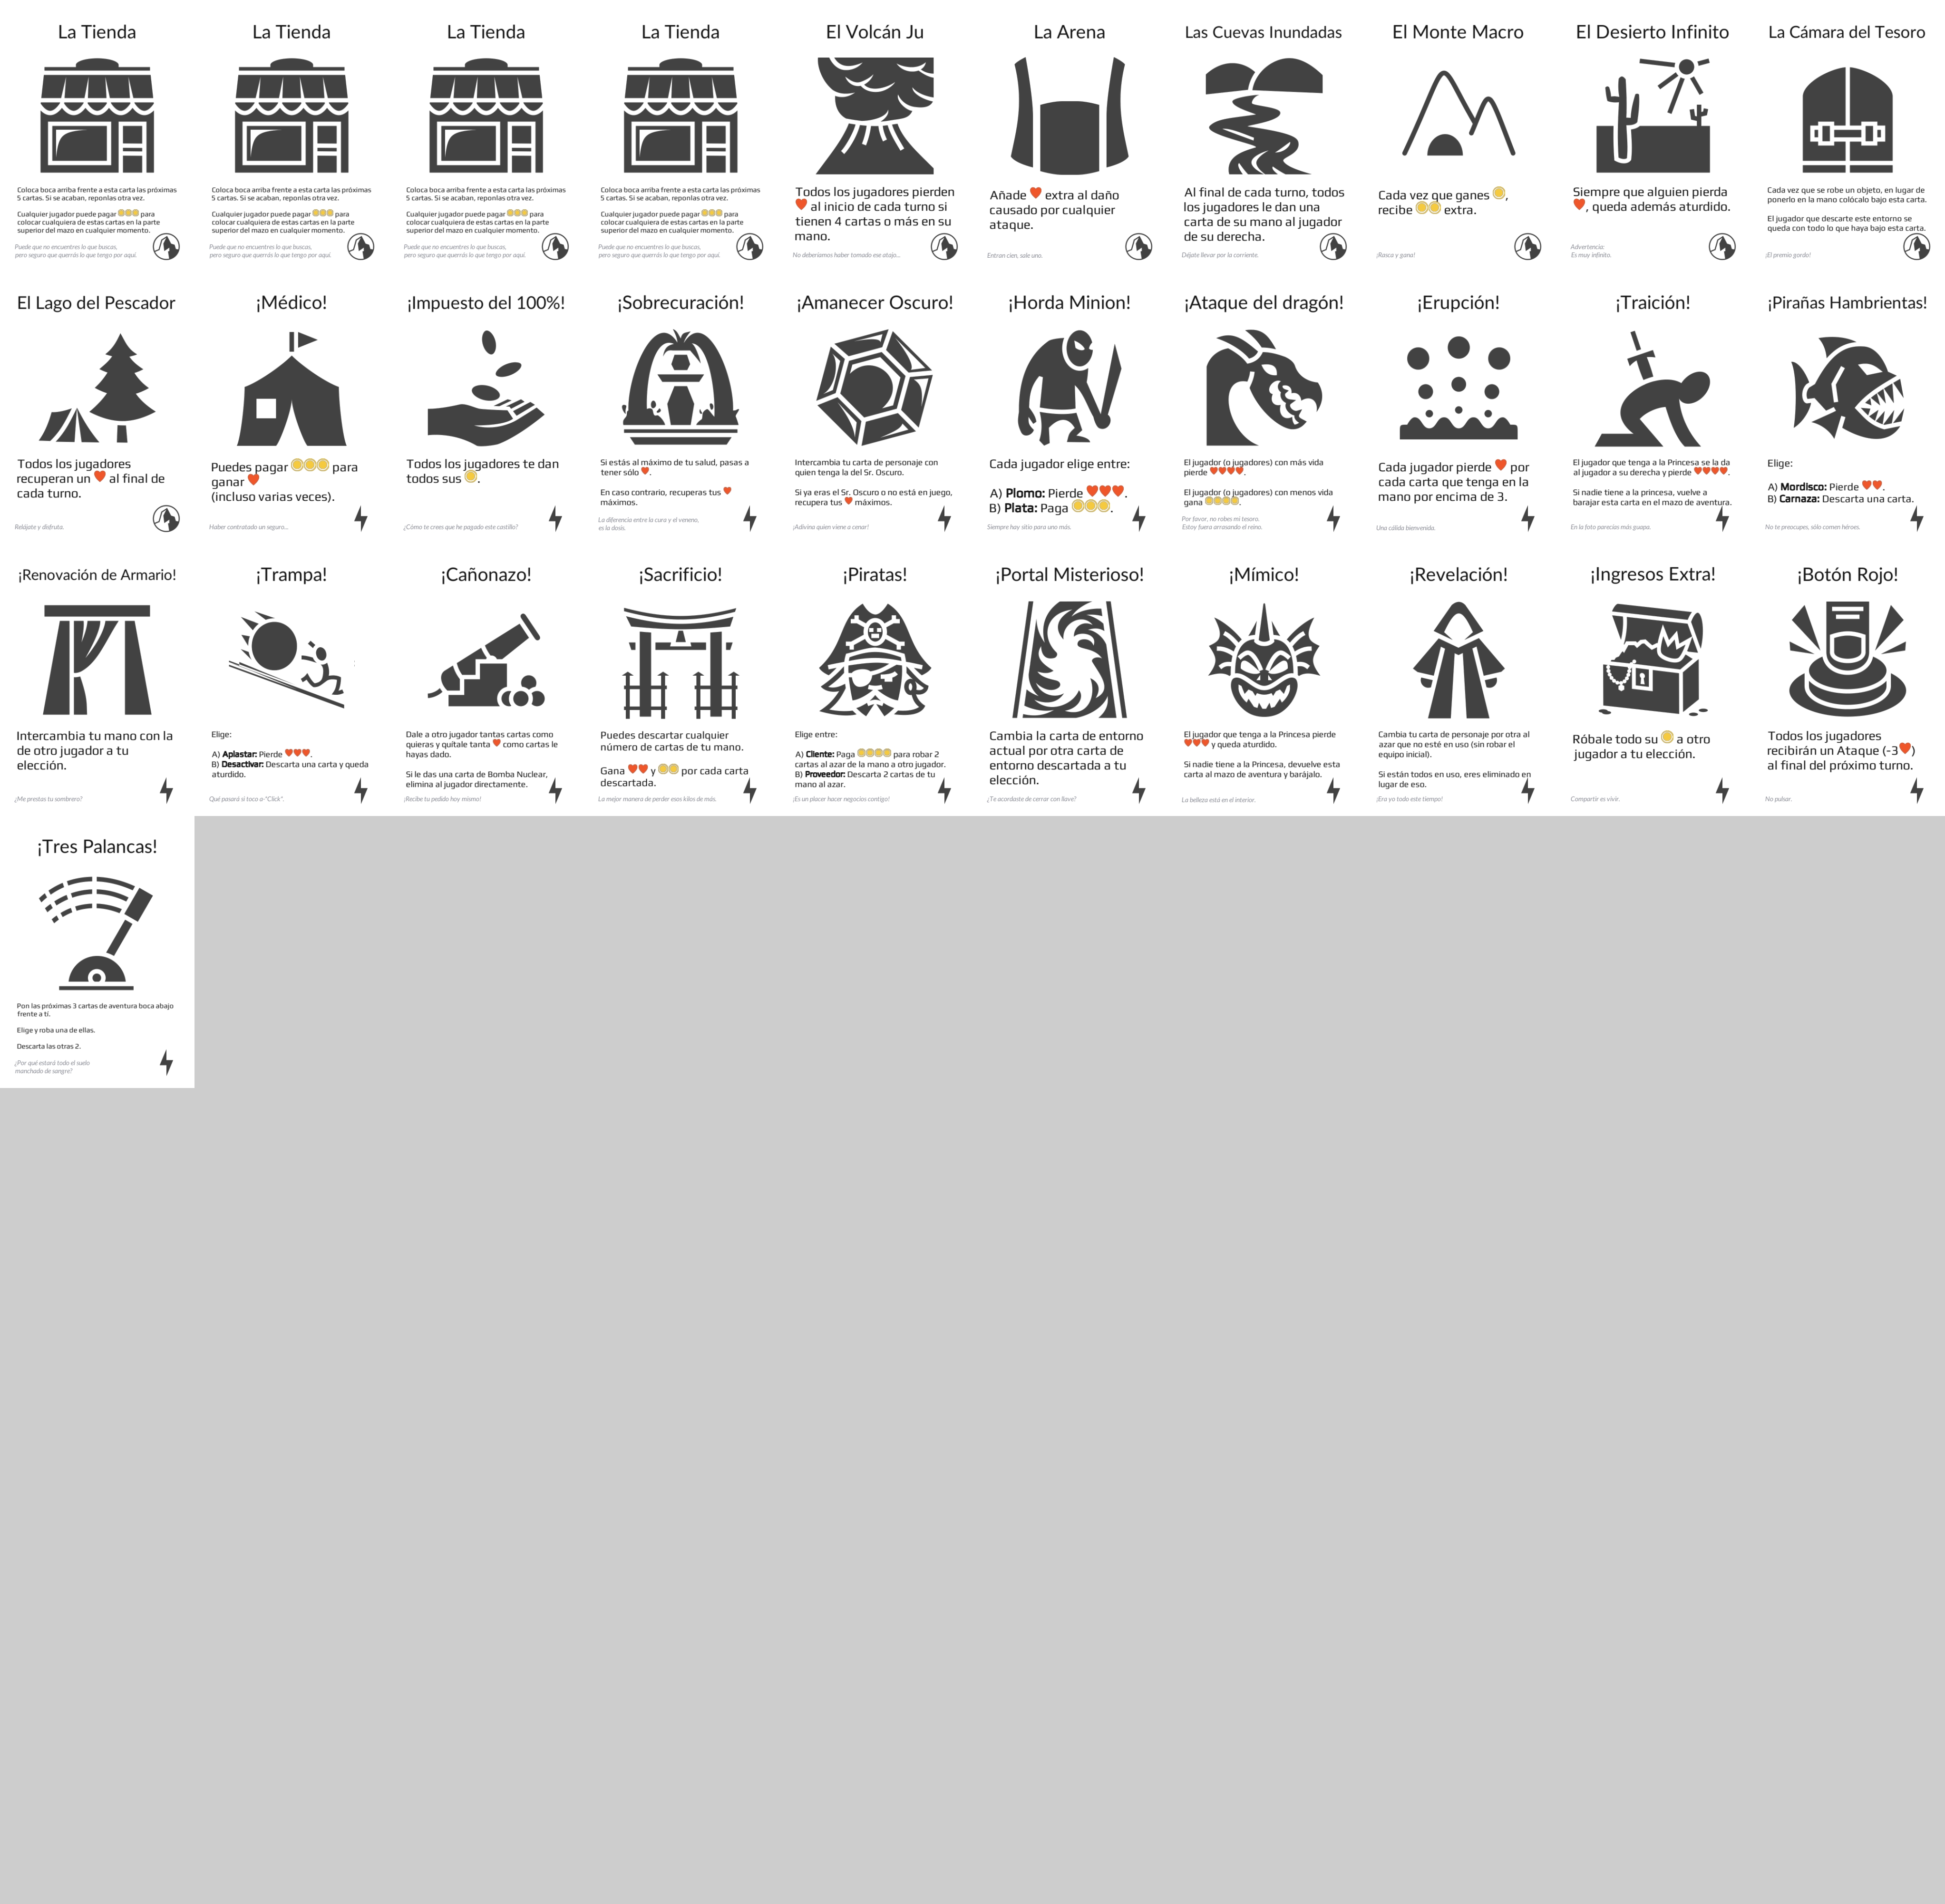 La Tienda
Coloca boca arriba frente a esta carta las próximas
5 cartas. Si se acaban, reponlas otra vez.
Cualquier jugador puede pagar para
colocar cualquiera de estas cartas en la parte
superior del mazo en cualquier momento.
Puede que no encuentres lo que buscas,
pero seguro que querrás lo que tengo por aquí.
La Tienda
Coloca boca arriba frente a esta carta las próximas
5 cartas. Si se acaban, reponlas otra vez.
Cualquier jugador puede pagar para
colocar cualquiera de estas cartas en la parte
superior del mazo en cualquier momento.
Puede que no encuentres lo que buscas,
pero seguro que querrás lo que tengo por aquí.
La Tienda
Coloca boca arriba frente a esta carta las próximas
5 cartas. Si se acaban, reponlas otra vez.
Cualquier jugador puede pagar para
colocar cualquiera de estas cartas en la parte
superior del mazo en cualquier momento.
Puede que no encuentres lo que buscas,
pero seguro que querrás lo que tengo por aquí.
La Tienda
Coloca boca arriba frente a esta carta las próximas
5 cartas. Si se acaban, reponlas otra vez.
Cualquier jugador puede pagar para
colocar cualquiera de estas cartas en la parte
superior del mazo en cualquier momento.
Puede que no encuentres lo que buscas,
pero seguro que querrás lo que tengo por aquí.
El Volcán Ju
Todos los jugadores pierden
al inicio de cada turno si
tienen 4 cartas o más en su
mano.
No deberíamos haber tomado ese atajo...
La Arena
Añade extra al daño
causado por cualquier
ataque.
Entran cien, sale uno.
Las Cuevas Inundadas
Al final de cada turno, todos
los jugadores le dan una
carta de su mano al jugador
de su derecha.
Déjate llevar por la corriente.
El Monte Macro
Cada vez que ganes ,
recibe extra.
¡Rasca y gana!
El Desierto Infinito
Siempre que alguien pierda
, queda además aturdido.
Advertencia:
Es muy infinito.
La Cámara del Tesoro
Cada vez que se robe un objeto, en lugar de
ponerlo en la mano colócalo bajo esta carta.
El jugador que descarte este entorno se
queda con todo lo que haya bajo esta carta.
¡El premio gordo!
El Lago del Pescador
Todos los jugadores
recuperan un al final de
cada turno.
Relájate y disfruta.
¡Médico!
Puedes pagar para
ganar
(incluso varias veces).
Haber contratado un seguro...
¡Impuesto del 100%!
Todos los jugadores te dan
todos sus .
¿Cómo te crees que he pagado este castillo?
¡Sobrecuración!
Si estás al máximo de tu salud, pasas a
tener sólo .
En caso contrario, recuperas tus
máximos.
La diferencia entre la cura y el veneno,
es la dosis.
¡Amanecer Oscuro!
Intercambia tu carta de personaje con
quien tenga la del Sr. Oscuro.
Si ya eras el Sr. Oscuro o no está en juego,
recupera tus máximos.
¡Adivina quien viene a cenar!
¡Horda Minion!
Cada jugador elige entre:
A) Plomo: Pierde .
B) Plata: Paga .
Siempre hay sitio para uno más.
¡Ataque del dragón!
El jugador (o jugadores) con más vida
pierde .
El jugador (o jugadores) con menos vida
gana .
Por favor, no robes mi tesoro.
Estoy fuera arrasando el reino.
¡Erupción!
Cada jugador pierde por
cada carta que tenga en la
mano por encima de 3.
Una cálida bienvenida.
¡Traición!
El jugador que tenga a la Princesa se la da
al jugador a su derecha y pierde .
Si nadie tiene a la princesa, vuelve a
barajar esta carta en el mazo de aventura.
En la foto parecías más guapa.
¡Pirañas Hambrientas!
Elige:
A) Mordisco: Pierde .
B) Carnaza: Descarta una carta.
No te preocupes, sólo comen héroes.
¡Renovación de Armario!
Intercambia tu mano con la
de otro jugador a tu
elección.
¿Me prestas tu sombrero?
¡Trampa!
Elige:
A) Aplastar: Pierde .
B) Desactivar: Descarta una carta y queda
aturdido.
Qué pasará si toco a-"Click".
¡Cañonazo!
Dale a otro jugador tantas cartas como
quieras y quítale tanta como cartas le
hayas dado.
Si le das una carta de Bomba Nuclear,
elimina al jugador directamente.
¡Recibe tu pedido hoy mismo!
¡Sacrificio!
Puedes descartar cualquier
número de cartas de tu mano.
Gana y por cada carta
descartada.
La mejor manera de perder esos kilos de más.
¡Piratas!
Elige entre:
A) Cliente: Paga para robar 2
cartas al azar de la mano a otro jugador.
B) Proveedor: Descarta 2 cartas de tu
mano al azar.
¡Es un placer hacer negocios contigo!
¡Portal Misterioso!
Cambia la carta de entorno
actual por otra carta de
entorno descartada a tu
elección.
¿Te acordaste de cerrar con llave?
¡Mímico!
El jugador que tenga a la Princesa pierde
y queda aturdido.
Si nadie tiene a la Princesa, devuelve esta
carta al mazo de aventura y barájalo.
La belleza está en el interior.
¡Revelación!
Cambia tu carta de personaje por otra al
azar que no esté en uso (sin robar el
equipo inicial).
Si están todos en uso, eres eliminado en
lugar de eso.
¡Era yo todo este tiempo!
¡Ingresos Extra!
Róbale todo su a otro
jugador a tu elección.
Compartir es vivir.
¡Botón Rojo!
Todos los jugadores
recibirán un Ataque (-3 )
al final del próximo turno.
No pulsar.
¡Tres Palancas!
Pon las próximas 3 cartas de aventura boca abajo
frente a tí.
Elige y roba una de ellas.
Descarta las otras 2.
¿Por qué estará todo el suelo
manchado de sangre?